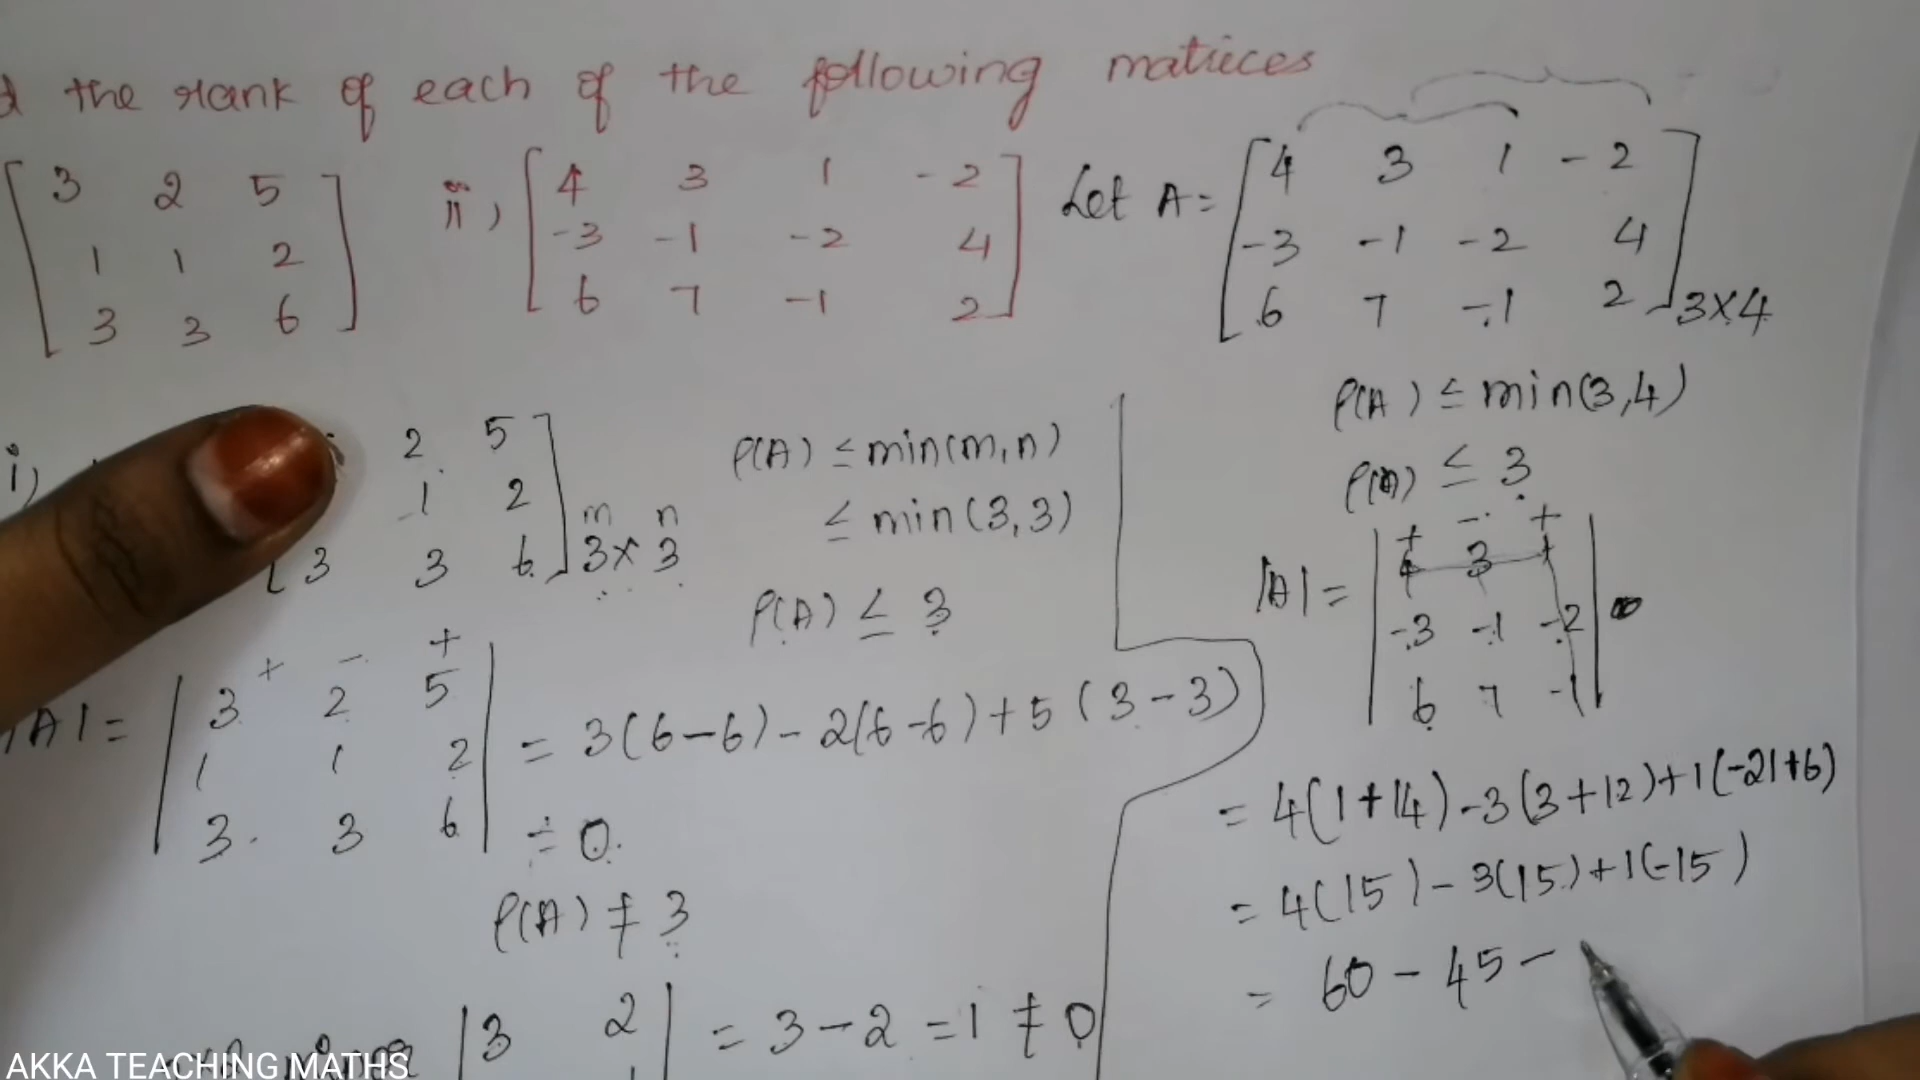 the rank of each of the following matrices
3 2 5
1 1 2
3 3 6
ii) 4 3 1 -2
-3 -1 -2 4
6 7 -1 2
Let A = 4 3 1 -2
-3 -1 -2 4
6 7 -1 2 3×4
ρ(A) ≤ min(3,4)
ρ(A) ≤ 3
i) 2 5
1 2
3 3 6 3×3
m n
ρ(A) ≤ min(m,n)
≤ min(3,3)
ρ(A) ≤ 3
+ - +
|A| = 3 2 5
1 1 2
3 3 6
= 3(6-6) - 2(6-6) + 5(3-3)
= 0.
ρ(A) ≠ 3
3 2
= 3 - 2 = 1 ≠ 0
+ - +
|A| = 4 3 1
-3 -1 -2
6 7 -1
= 4(1+14) - 3(3+12) + 1(-21+6)
= 4(15) - 3(15) + 1(-15)
= 60 - 45 -
AKKA TEACHING MATHS